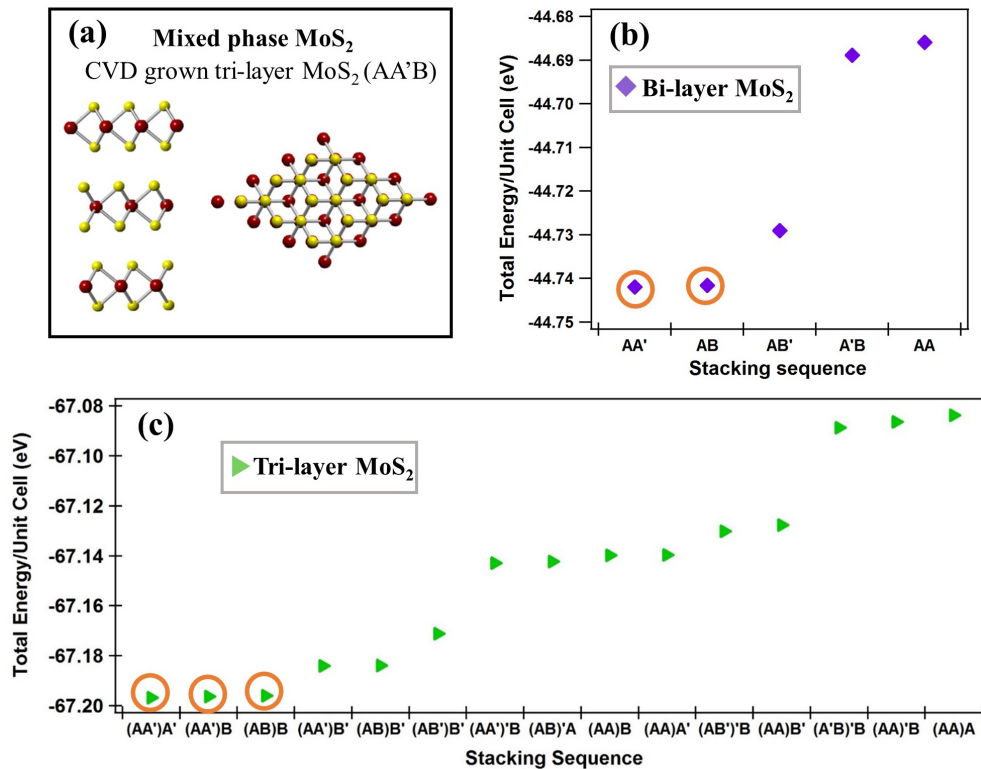 (a)
Mixed phase MoS₂
CVD grown tri-layer MoS₂ (AA'B)
(b)
Bi-layer MoS₂
Total Energy/Unit Cell (eV)
-44.68
-44.69
-44.70
-44.71
-44.72
-44.73
-44.74
-44.75
AA' AB AB' A'B AA
Stacking sequence
(c)
Tri-layer MoS₂
Total Energy/Unit Cell (eV)
-67.08
-67.10
-67.12
-67.14
-67.16
-67.18
-67.20
(AA')A' (AA')B (AB)B (AA')B' (AB)B' (AB')B' (AA')'B (AB)'A (AA)B (AA)A' (AB')'B (AA)B' (A'B)'B (AA)'B (AA)A
Stacking Sequence